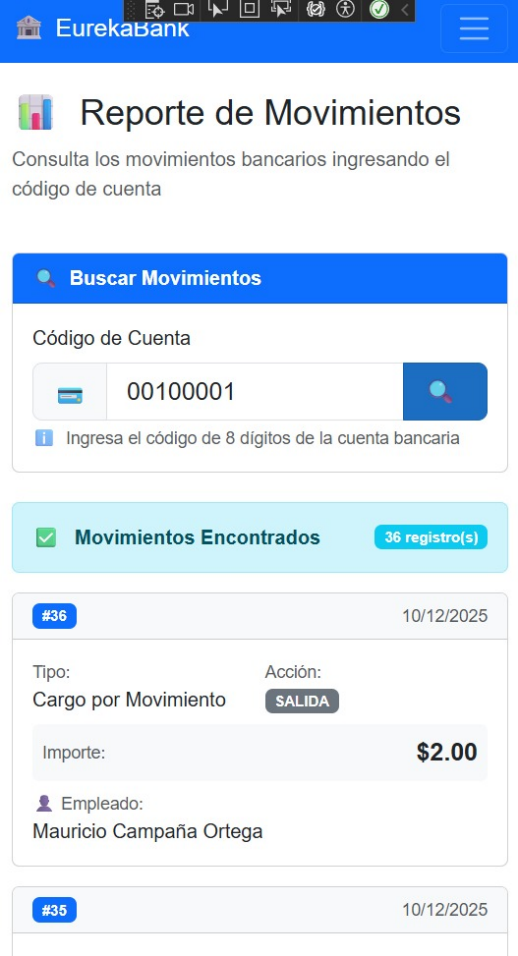 EurekaBank
Reporte de Movimientos
Consulta los movimientos bancarios ingresando el
código de cuenta
Buscar Movimientos
Código de Cuenta
00100001
Ingresa el código de 8 dígitos de la cuenta bancaria
Movimientos Encontrados 36 registro(s)
#36 10/12/2025
Tipo: Acción:
Cargo por Movimiento SALIDA
Importe: $2.00
Empleado:
Mauricio Campaña Ortega
#35 10/12/2025